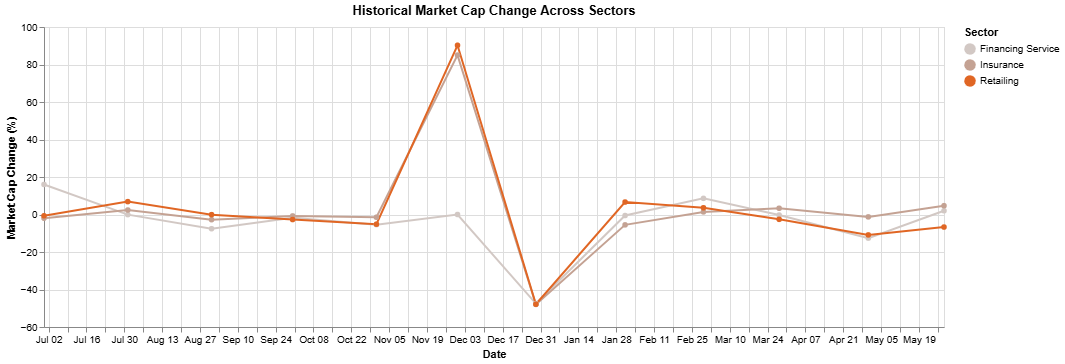 Historical Market Cap Change Across Sectors
Market Cap Change (%)
100
80
60
40
20
0
−20
−40
−60
Jul 02 Jul 16 Jul 30 Aug 13 Aug 27 Sep 10 Sep 24 Oct 08 Oct 22 Nov 05 Nov 19 Dec 03 Dec 17 Dec 31 Jan 14 Jan 28 Feb 11 Feb 25 Mar 10 Mar 24 Apr 07 Apr 21 May 05 May 19
Date
Sector
Financing Service
Insurance
Retailing